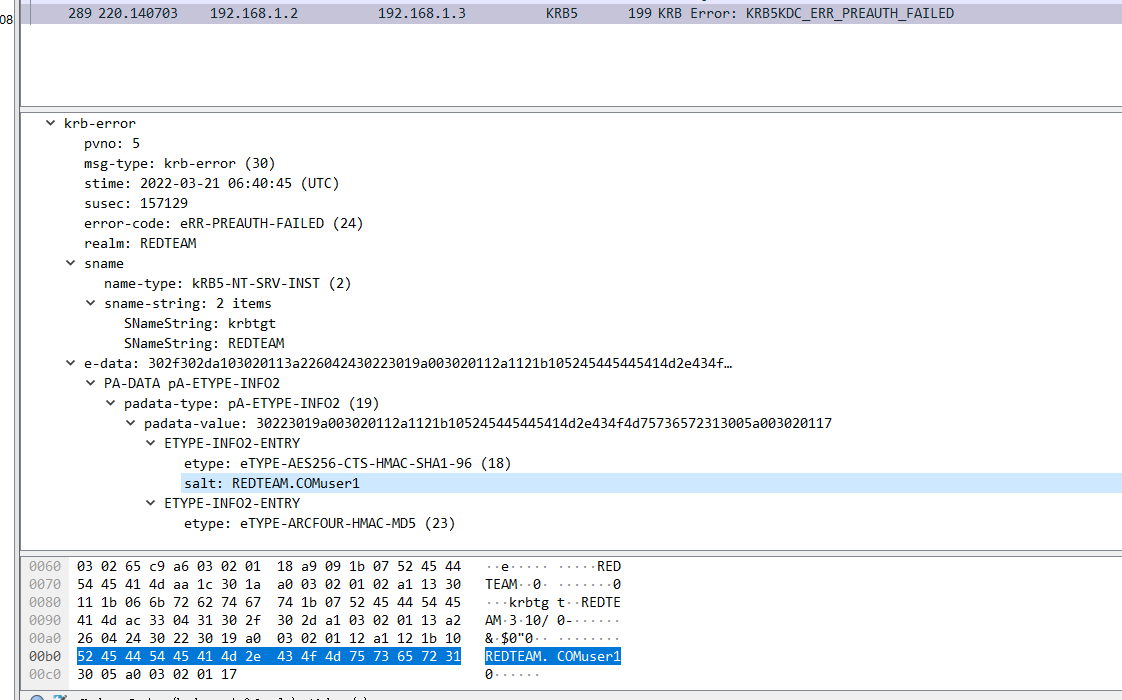 08
289 220.140703 192.168.1.2 192.168.1.3 KRB5 199 KRB Error: KRB5KDC_ERR_PREAUTH_FAILED
krb-error
pvno: 5
msg-type: krb-error (30)
stime: 2022-03-21 06:40:45 (UTC)
susec: 157129
error-code: eRR-PREAUTH-FAILED (24)
realm: REDTEAM
sname
name-type: kRB5-NT-SRV-INST (2)
sname-string: 2 items
SNameString: krbtgt
SNameString: REDTEAM
e-data: 302f302da103020113a226042430223019a003020112a1121b105245445445414d2e434f…
PA-DATA pA-ETYPE-INFO2
padata-type: pA-ETYPE-INFO2 (19)
padata-value: 30223019a003020112a1121b105245445445414d2e434f4d75736572313005a003020117
ETYPE-INFO2-ENTRY
etype: eTYPE-AES256-CTS-HMAC-SHA1-96 (18)
salt: REDTEAM.COMuser1
ETYPE-INFO2-ENTRY
etype: eTYPE-ARCFOUR-HMAC-MD5 (23)
0060 03 02 65 c9 a6 03 02 01 18 a9 09 1b 07 52 45 44 ··e····· ·····RED
0070 54 45 41 4d aa 1c 30 1a a0 03 02 01 02 a1 13 30 TEAM··0· ·······0
0080 11 1b 06 6b 72 62 74 67 74 1b 07 52 45 44 54 45 ···krbtg t··REDTE
0090 41 4d ac 33 04 31 30 2f 30 2d a1 03 02 01 13 a2 AM·3·10/ 0-······
00a0 26 04 24 30 22 30 19 a0 03 02 01 12 a1 12 1b 10 &·$0"0·· ········
00b0 52 45 44 54 45 41 4d 2e 43 4f 4d 75 73 65 72 31 REDTEAM. COMuser1
00c0 30 05 a0 03 02 01 17 0······